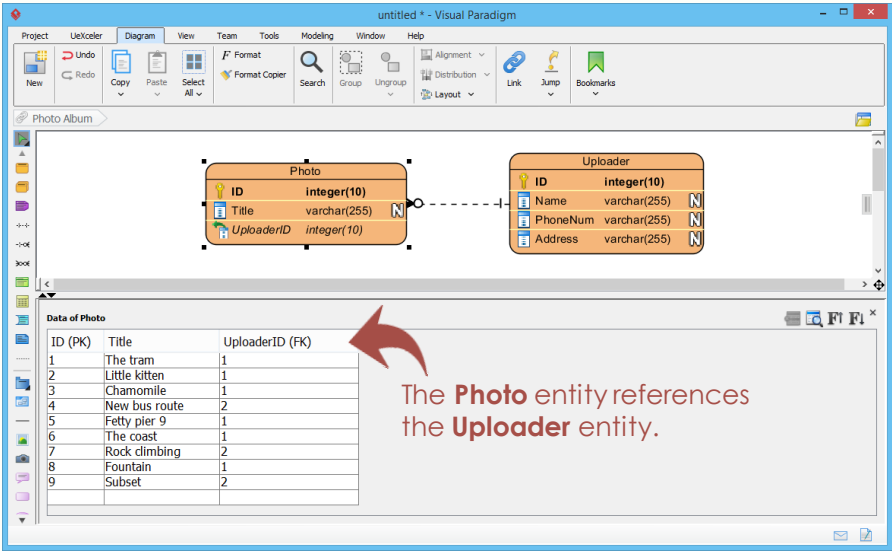 untitled * - Visual Paradigm
Project UeXceler Diagram View Team Tools Modeling Window Help
New
Undo
Redo
Copy
Paste
Select
All
F Format
Format Copier
Search
Group
Ungroup
Alignment
Distribution
Layout
Link
Jump
Bookmarks
Photo Album
Photo
ID integer(10)
Title varchar(255) N
UploaderID integer(10)
Uploader
ID integer(10)
Name varchar(255) N
PhoneNum varchar(255) N
Address varchar(255) N
Data of Photo
ID (PK) Title UploaderID (FK)
1 The tram 1
2 Little kitten 1
3 Chamomile 1
4 New bus route 2
5 Fetty pier 9 1
6 The coast 1
7 Rock climbing 2
8 Fountain 1
9 Subset 2
The Photo entity references
the Uploader entity.